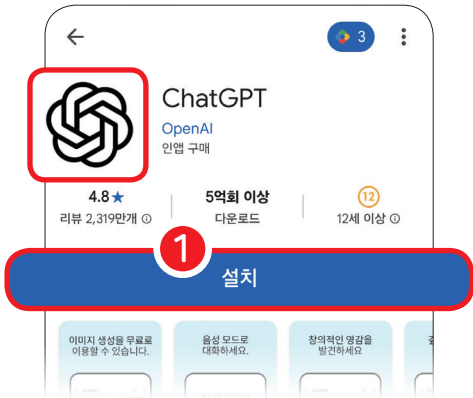 3
ChatGPT
OpenAI
인앱 구매
4.8★
리뷰 2,319만개
5억회 이상
다운로드
12
12세 이상
1
설치
이미지 생성을 무료로
이용할 수 있습니다.
음성 모드로
대화하세요.
창의적인 영감을
발견하세요